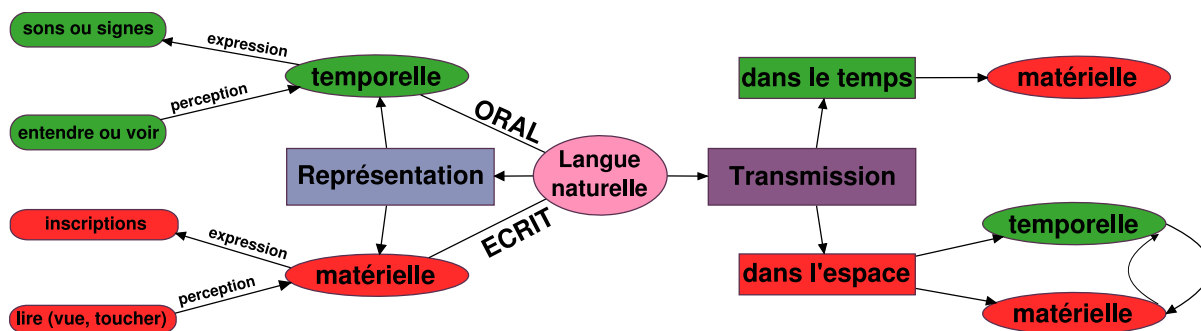 sons ou signes
expression
temporelle
perception
entendre ou voir
ORAL
Représentation
Langue
naturelle
inscriptions
expression
ECRIT
matérielle
perception
lire (vue, toucher)
dans le temps
matérielle
Transmission
temporelle
dans l'espace
matérielle